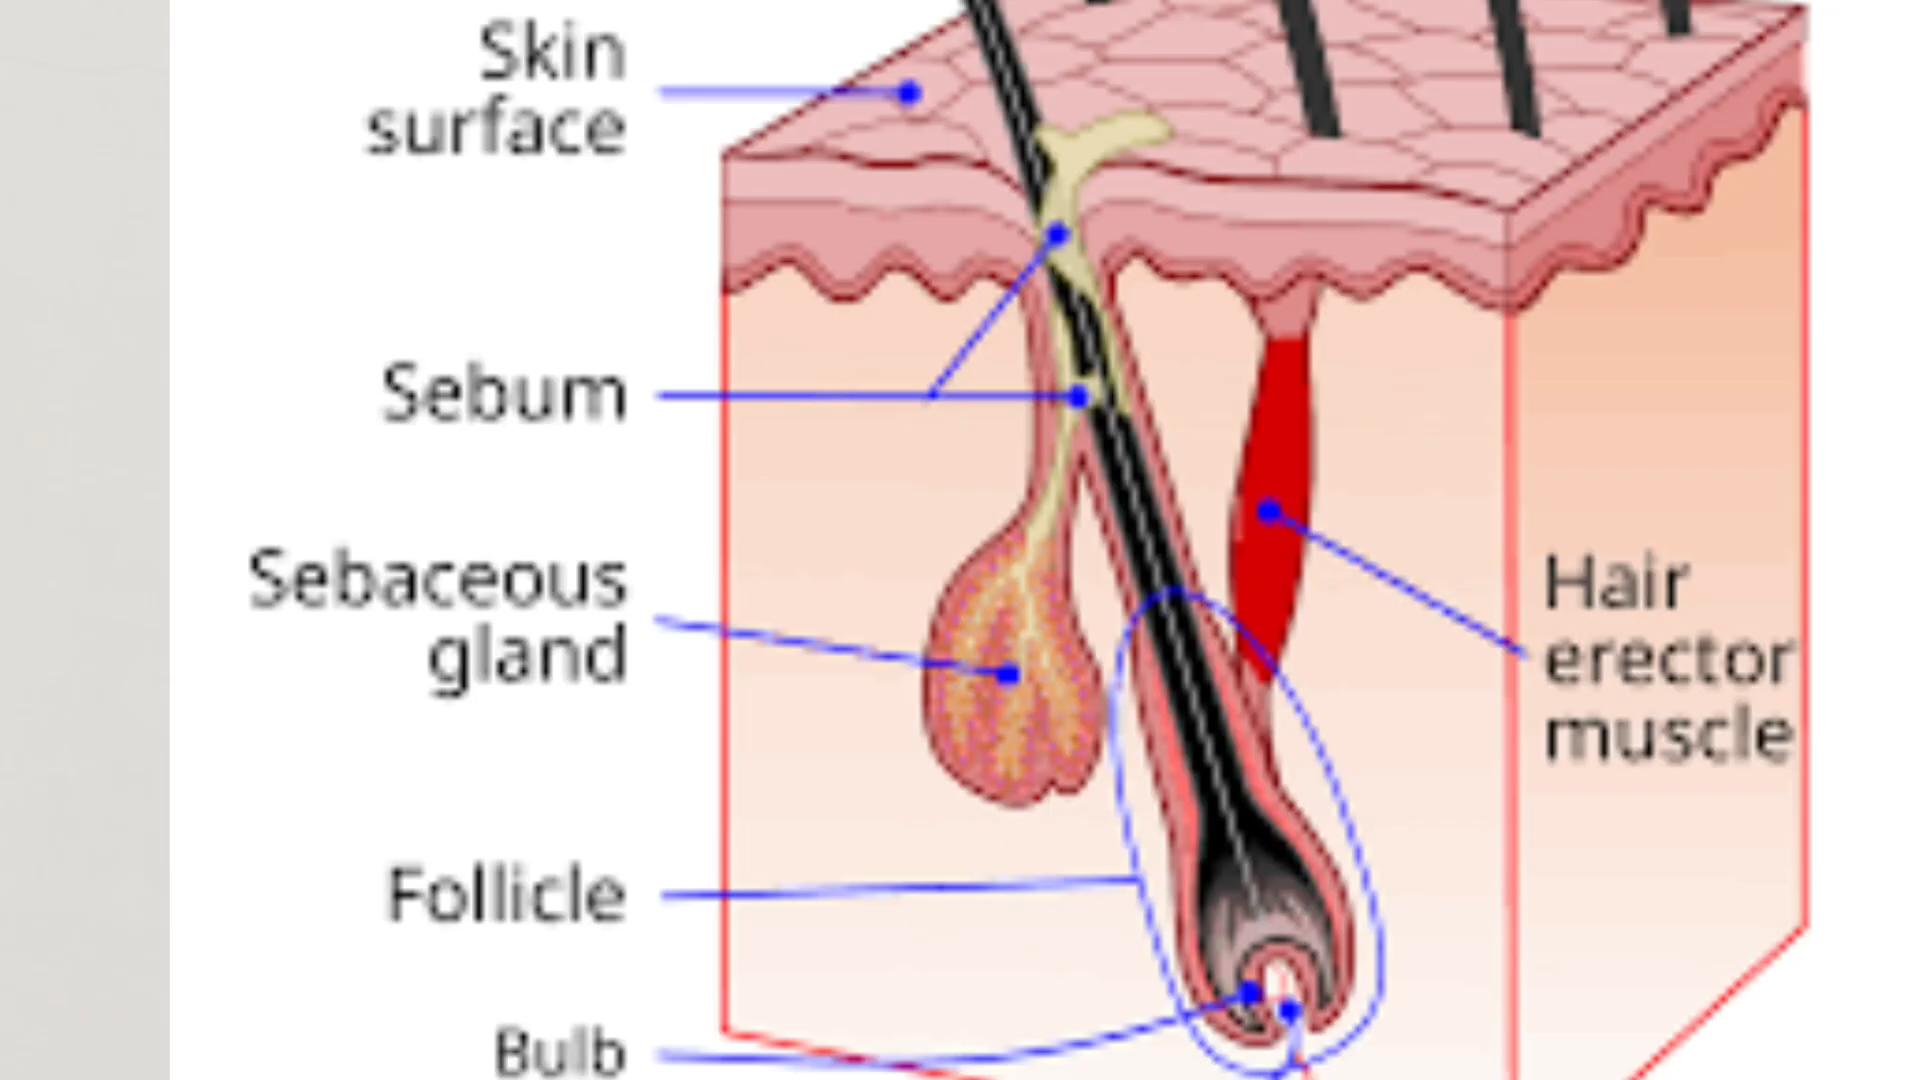 Skin
surface
Sebum
Sebaceous
gland
Hair
erector
muscle
Follicle
Bulb